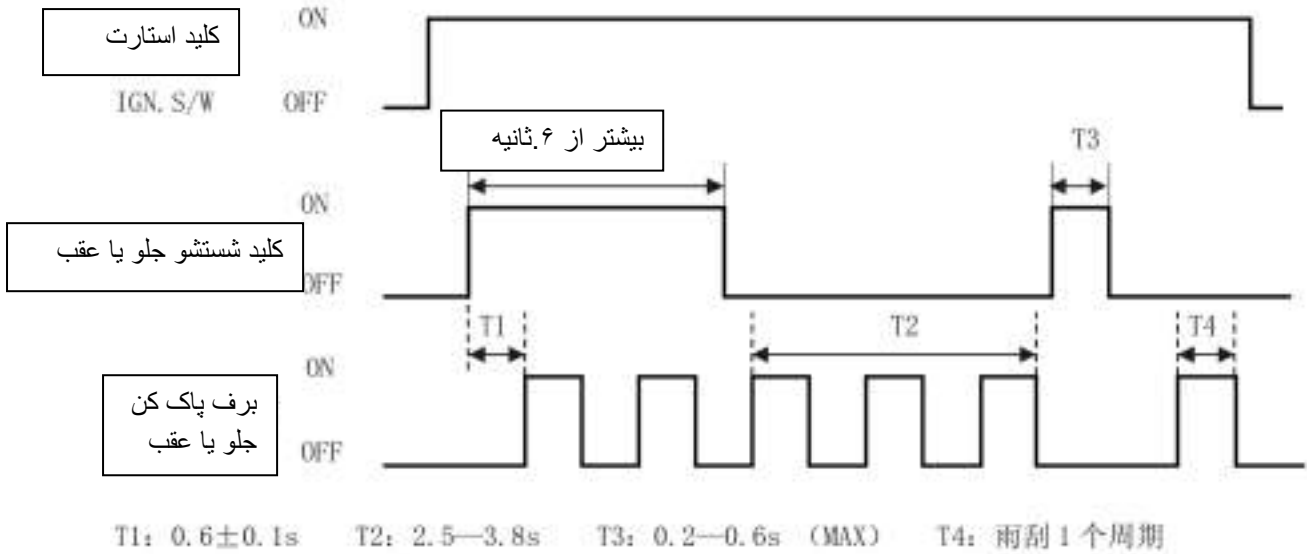 ON
کلید استارت
IGN. S/W
OFF
بیشتر از ۶.ثانیه
T3
ON
کلید شستشو جلو یا عقب
OFF
T1
T2
T4
ON
برف پاک کن
جلو یا عقب
OFF
T1: 0.6±0.1s T2: 2.5—3.8s T3: 0.2—0.6s (MAX) T4: 雨刮1个周期